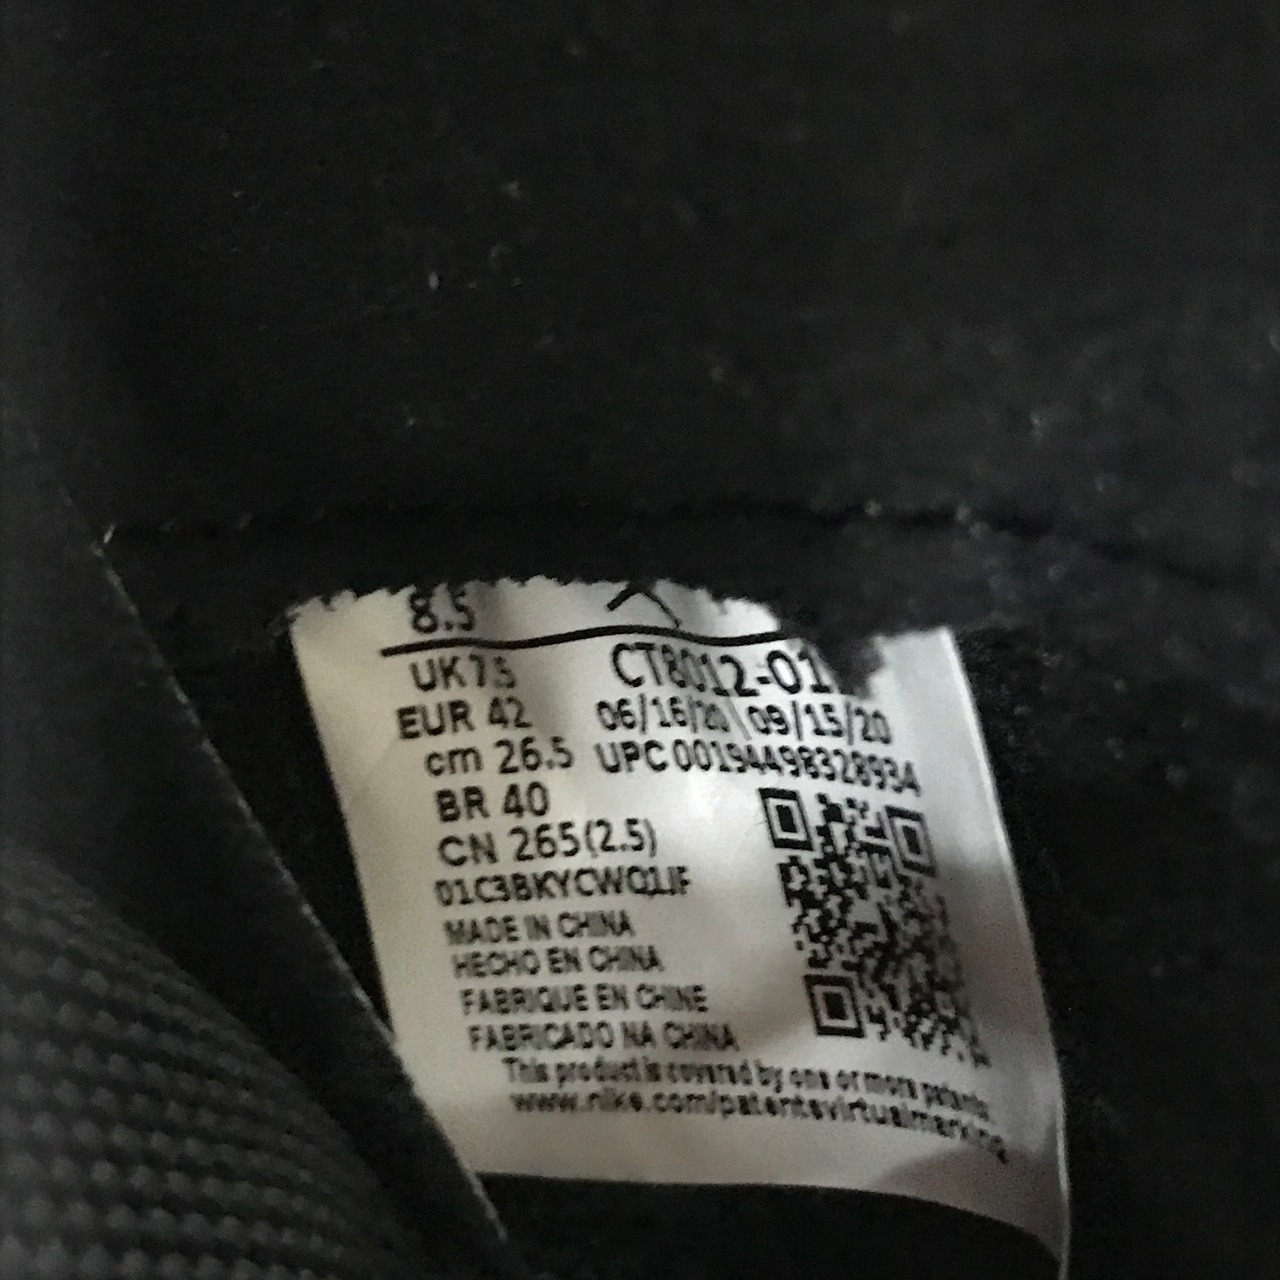 8.5
UK 7.5 CT8012-01
EUR 42 06/16/20 \ 09/15/20
cm 26.5 UPC 00194498328934
BR 40
CN 265(2.5)
01C3BKYCWQ1JF
MADE IN CHINA
HECHO EN CHINA
FABRIQUE EN CHINE
FABRICADO NA CHINA
This product is covered by one or more patents:
www.nike.com/patentsvirtualmarking